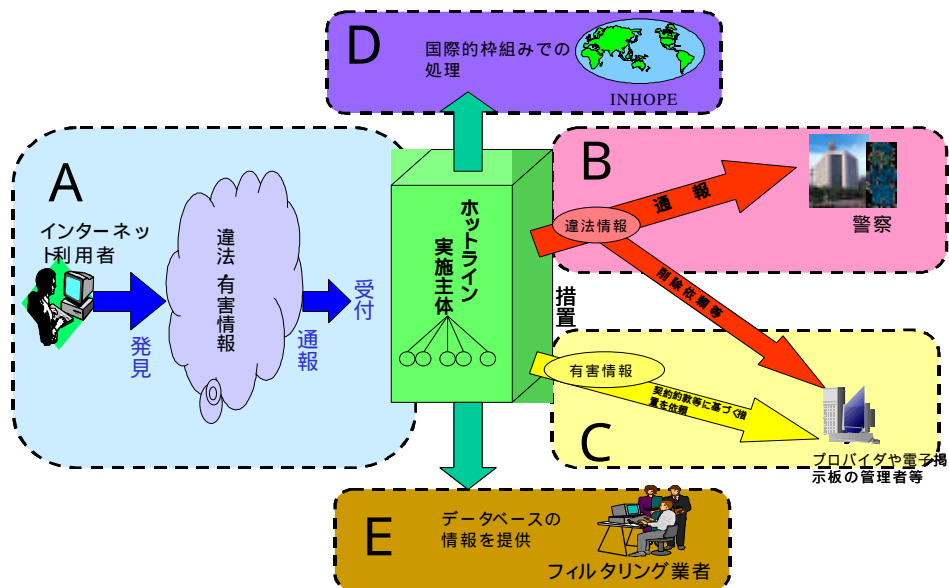 D
国際的枠組みでの
処理
INHOPE
A
インターネッ
ト利用者
発見
違法・有害情報
通報
受付
ホットライン
実施主体
措置
B
違法情報
通報
警察
削除依頼等
有害情報
契約約款等に基づく措
置を依頼
C
プロバイダや電子掲
示板の管理者等
E
データベースの
情報を提供
フィルタリング業者